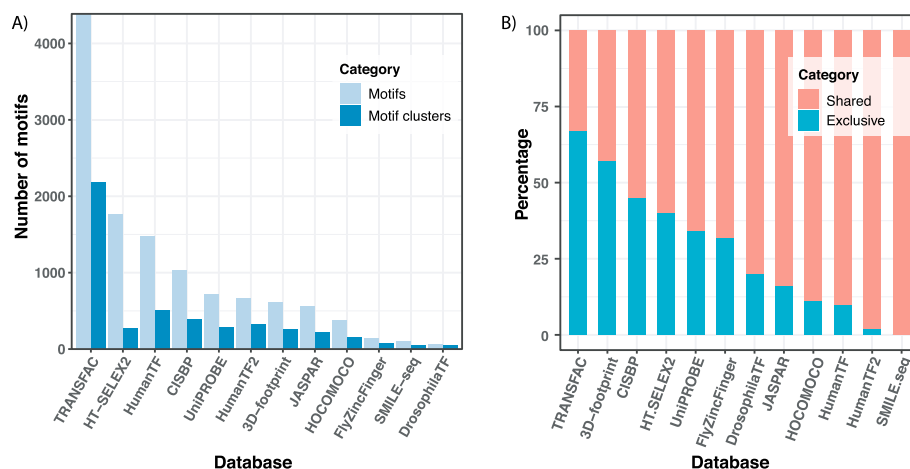 A)
Number of motifs
4000
3000
2000
1000
0
Category
Motifs
Motif clusters
TRANSFAC
HT-SELEX2
HumanTF
CISBP
UniPROBE
HumanTF2
3D-footprint
JASPAR
HOCOMOCO
FlyZincFinger
SMILE-seq
DrosophilaTF
Database
B)
Percentage
100
75
50
25
0
Category
Shared
Exclusive
TRANSFAC
3D-footprint
CISBP
HT.SELEX2
UniPROBE
FlyZincFinger
DrosophilaTF
JASPAR
HOCOMOCO
HumanTF
HumanTF2
SMILE.seq
Database